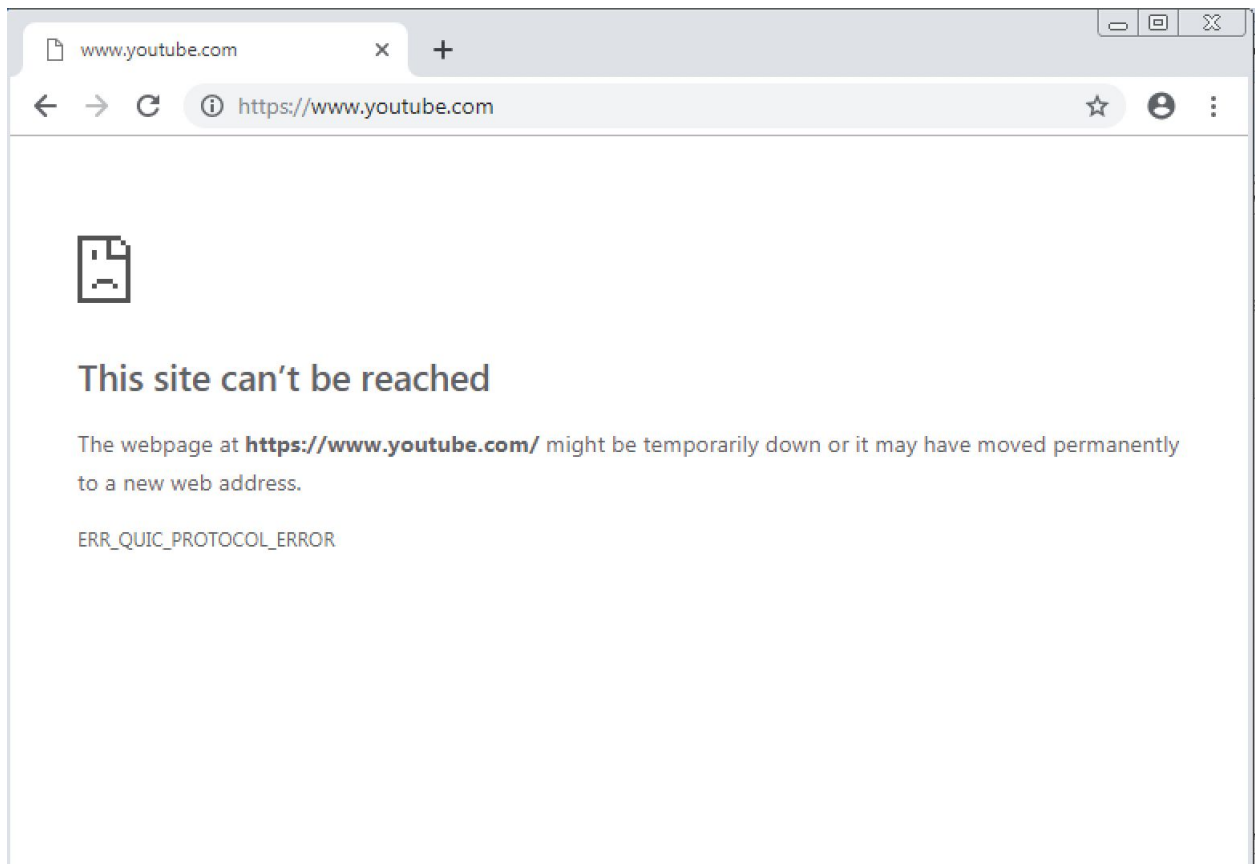 www.youtube.com
https://www.youtube.com
This site can’t be reached
The webpage at https://www.youtube.com/ might be temporarily down or it may have moved permanently
to a new web address.
ERR_QUIC_PROTOCOL_ERROR